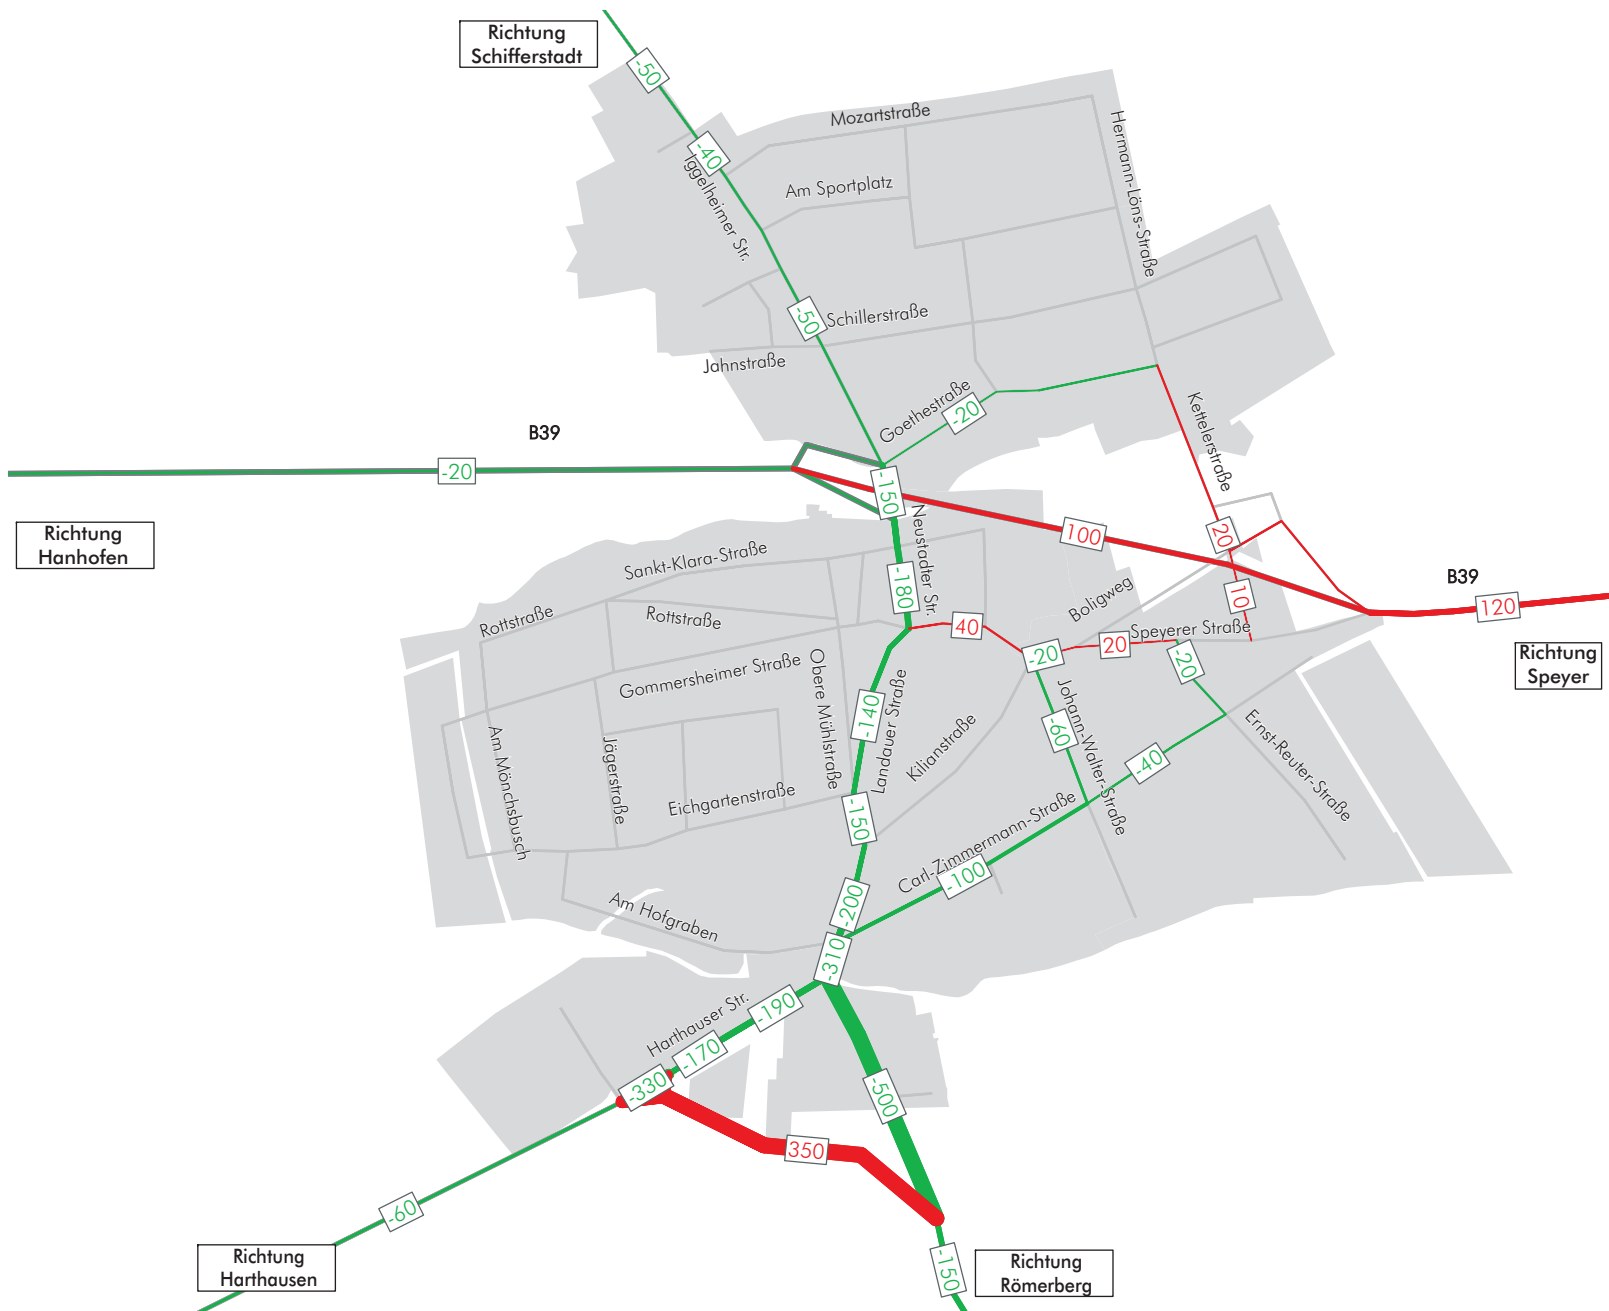 Richtung
Schifferstadt
-50
Mozartstraße
Hermann-Löns-Straße
-40
Iggelheimer Str.
Am Sportplatz
-50
Schillerstraße
Jahnstraße
Goethestraße
-20
Kettelerstraße
B39
-20
-150
Richtung
Hanhofen
Neustadter Str.
100
20
Sankt-Klara-Straße
-180
Boligweg
10
B39
120
Rottstraße
Rottstraße
40
Speyerer Straße
20
-20
-20
Richtung
Speyer
Gommersheimer Straße
Obere Mühlstraße
Landauer Straße
-140
Johann-Walter-Straße
-60
Kilianstraße
Ernst-Reuter-Straße
Am Mönchsbusch
Jägerstraße
-40
Eichgartenstraße
-150
Carl-Zimmermann-Straße
-100
Am Hofgraben
-200
-310
Harthauser Str.
-190
-170
-330
-500
350
-60
Richtung
Harthausen
-150
Richtung
Römerberg